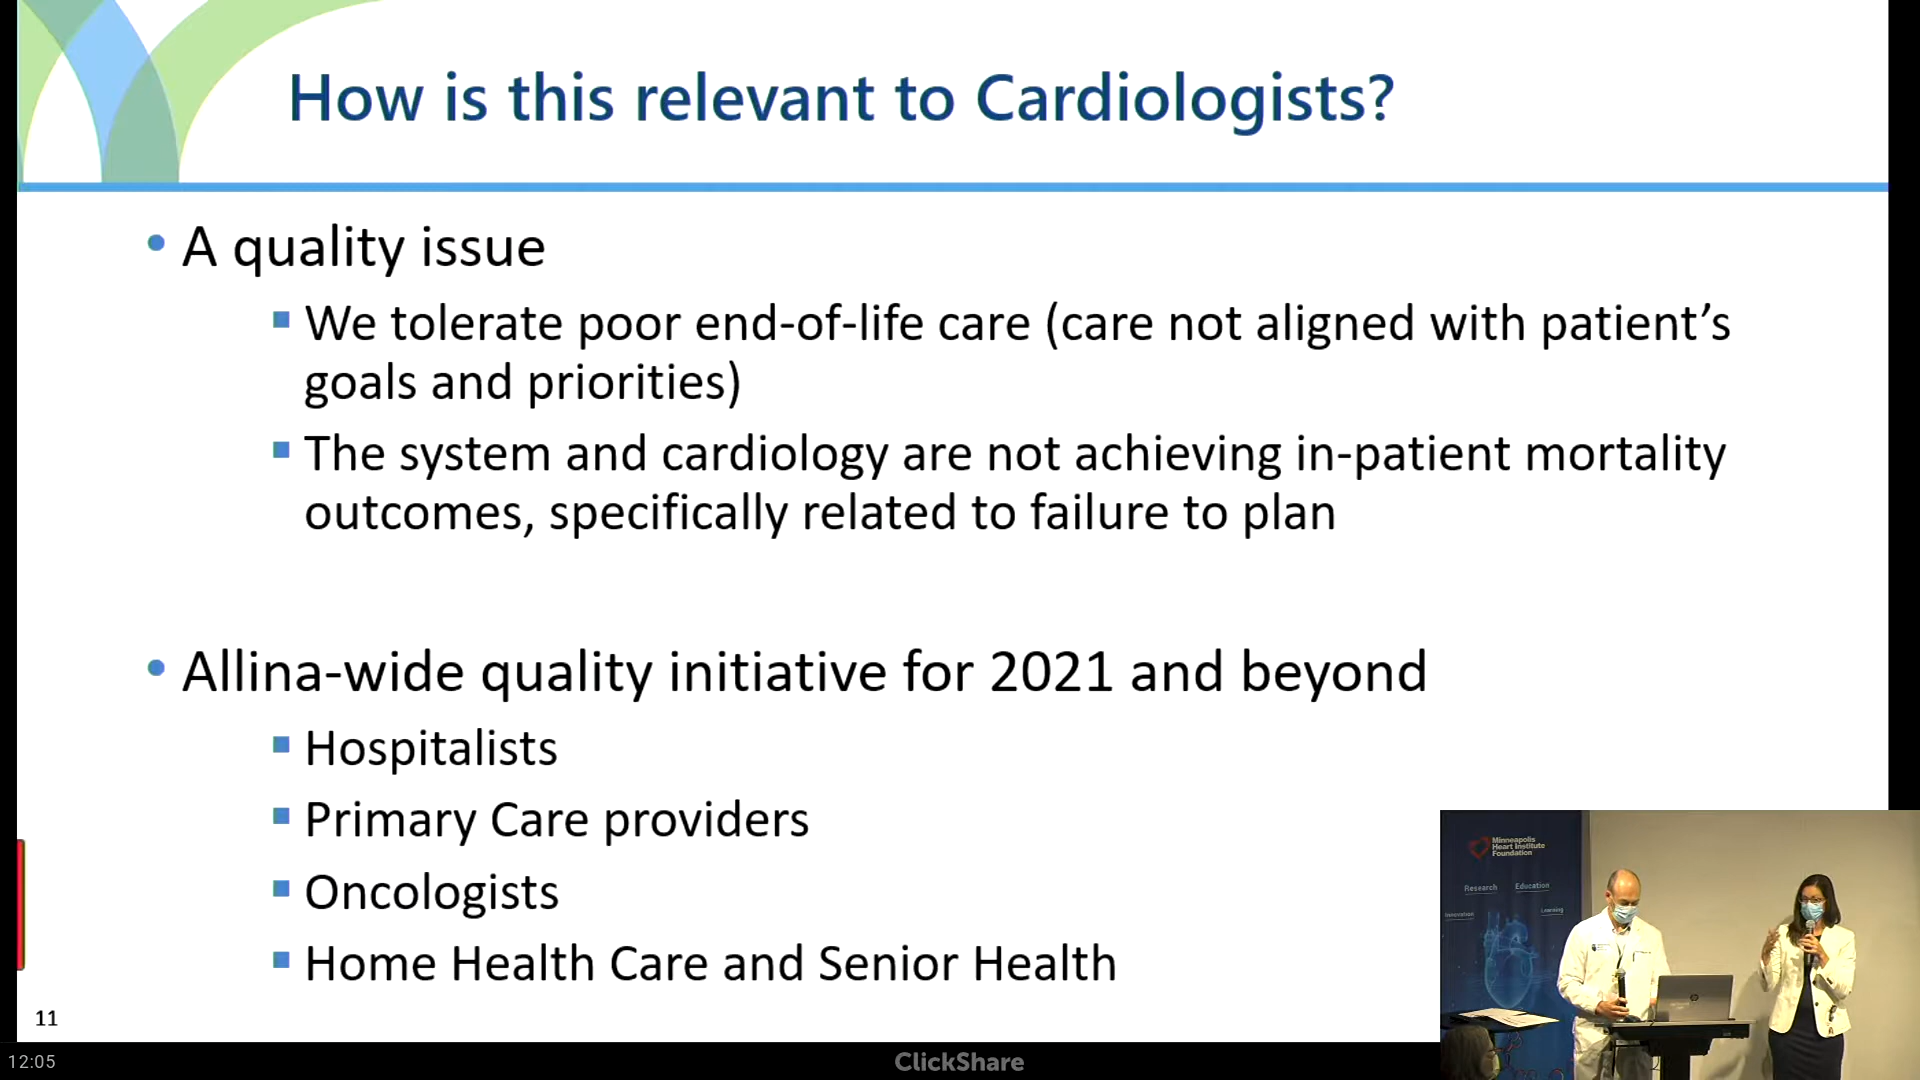 How is this relevant to Cardiologists?
• A quality issue
▪ We tolerate poor end-of-life care (care not aligned with patient’s
goals and priorities)
▪ The system and cardiology are not achieving in-patient mortality
outcomes, specifically related to failure to plan
• Allina-wide quality initiative for 2021 and beyond
▪ Hospitalists
▪ Primary Care providers
▪ Oncologists
▪ Home Health Care and Senior Health
11
12:05
ClickShare
Minneapolis
Heart Institute
Foundation
Research Education
Innovation Learning
hp